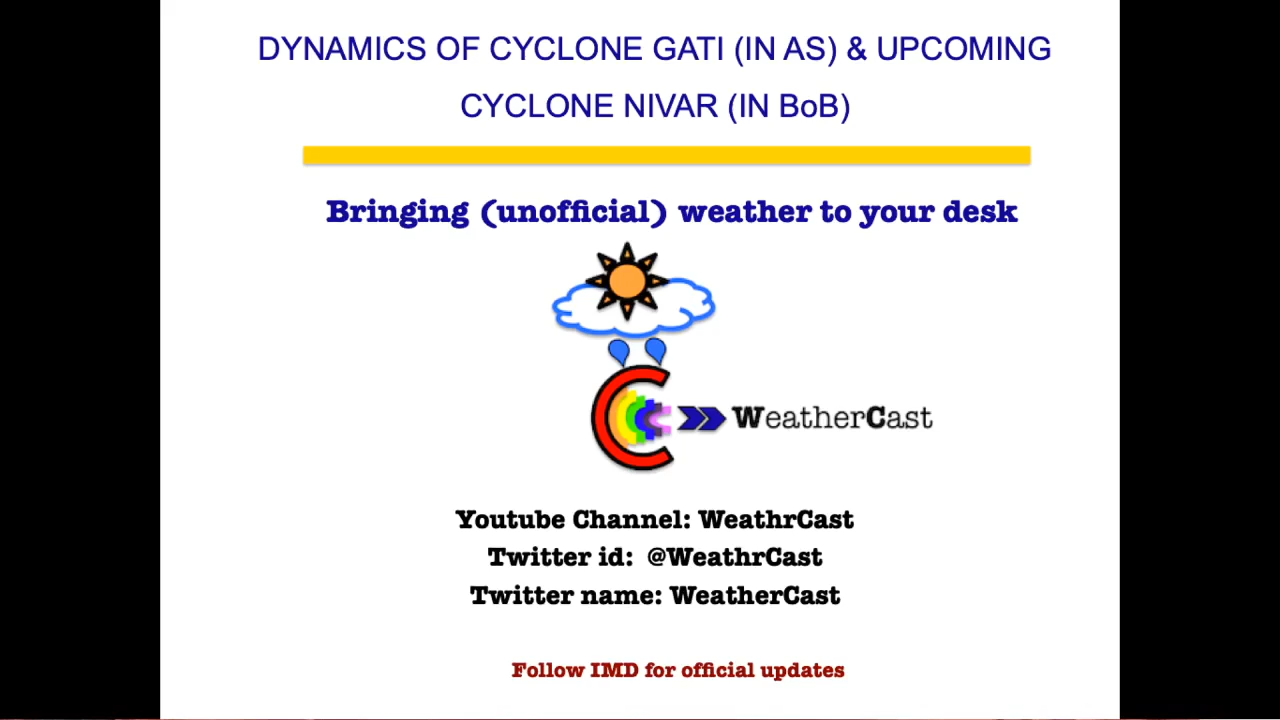 DYNAMICS OF CYCLONE GATI (IN AS) & UPCOMING
CYCLONE NIVAR (IN BoB)
Bringing (unofficial) weather to your desk
WeatherCast
Youtube Channel: WeathrCast
Twitter id: @WeathrCast
Twitter name: WeatherCast
Follow IMD for official updates